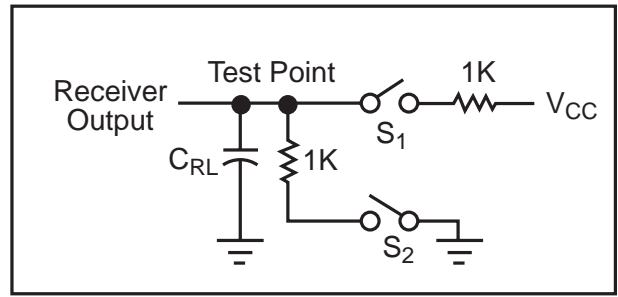 Test Point
1K
Receiver
Output
V_CC
S_1
C_RL
1K
S_2